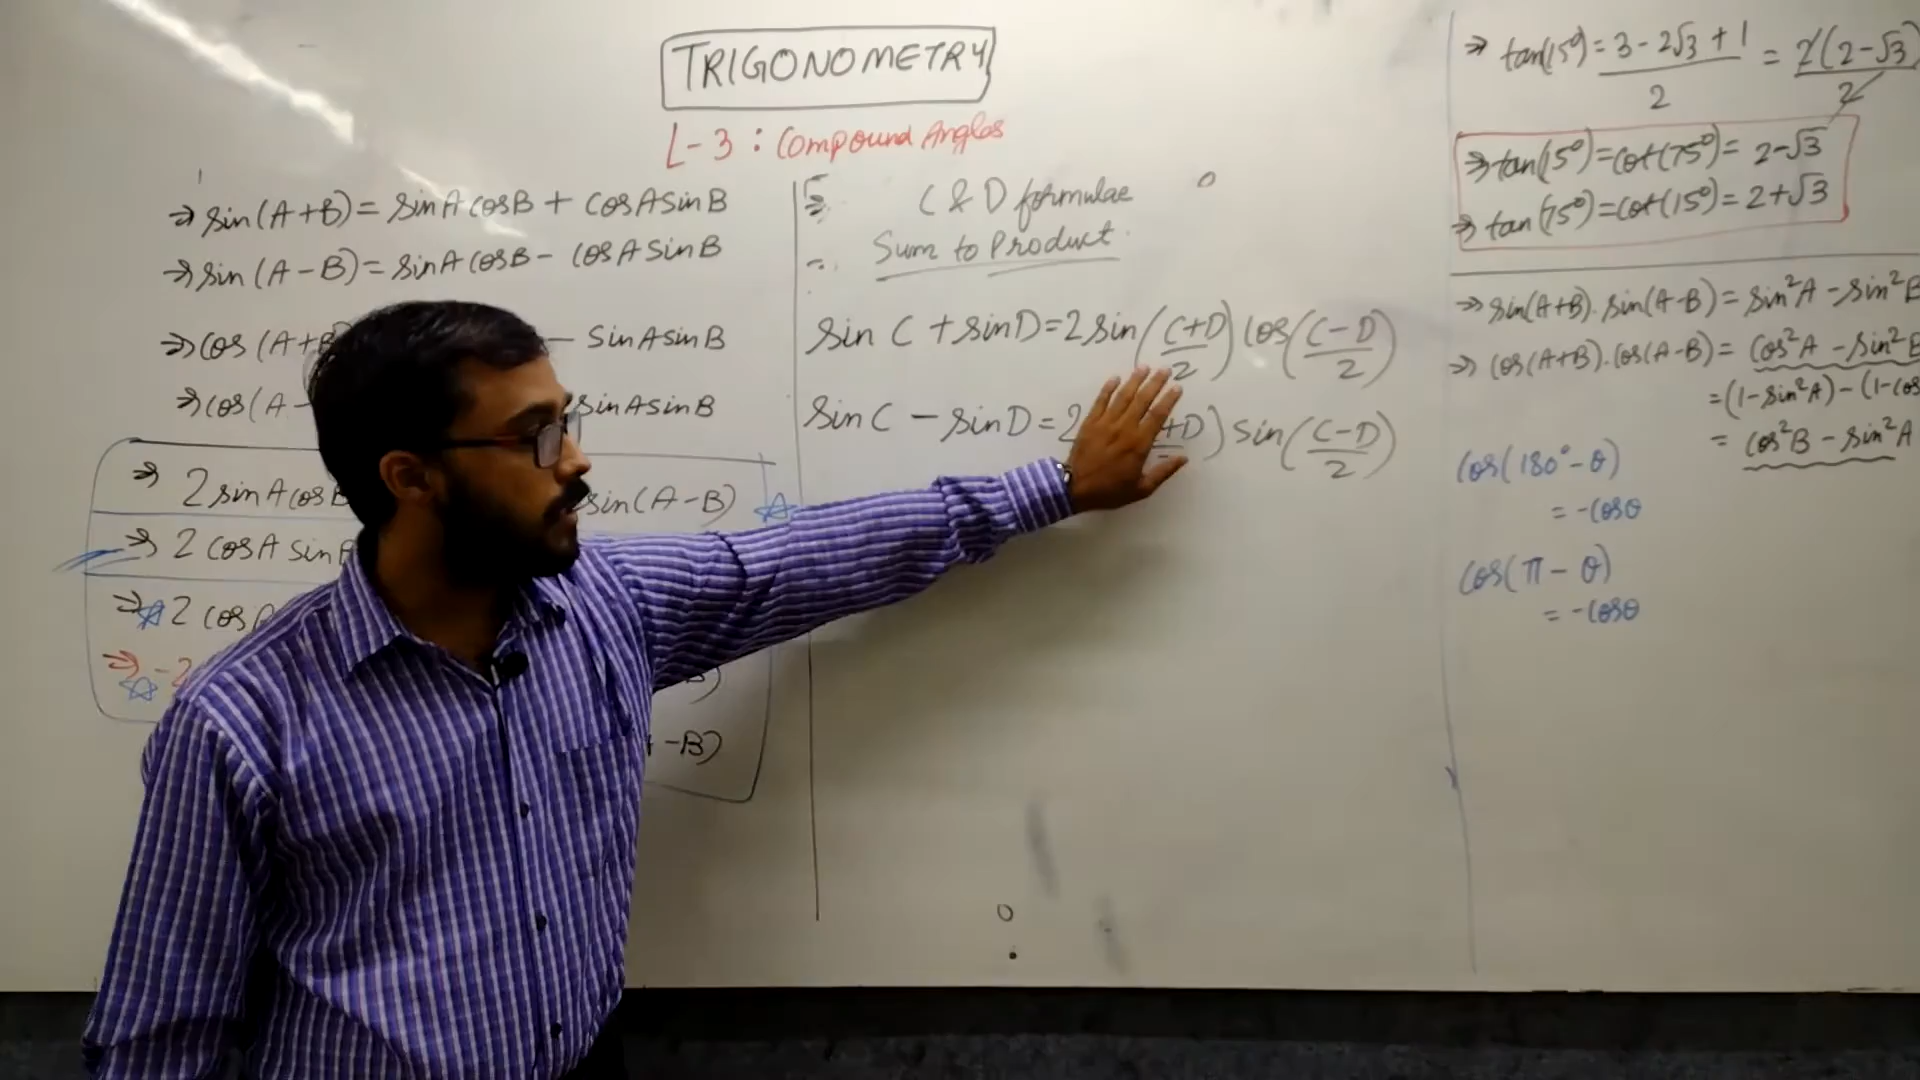 TRIGONOMETRY
L-3 : Compound Angles
⇒ sin(A+B) = sinA cosB + cosA sinB
⇒ sin(A-B) = sinA cosB - cosA sinB
⇒ cos(A+B - sinA sinB
⇒ cos(A- sinA sinB
⇒ 2 sinA cosB sin(A-B)
⇒ 2 cosA sin
⇒ 2 cos
⇒ -2
-B)
C & D formulae
Sum to Product
sin C + sin D = 2 sin((C+D)/2) cos((C-D)/2)
sin C - sin D = 2 +D) sin((C-D)/2)
⇒ tan(15°) = (3 - 2√3 + 1)/2 = 2(2-√3)/2
⇒ tan(15°) = cot(75°) = 2-√3
⇒ tan(75°) = cot(15°) = 2+√3
⇒ sin(A+B). sin(A-B) = sin²A - sin²B
⇒ cos(A+B). cos(A-B) = cos²A - sin²B
= (1-sin²A) - (1-cos
= cos²B - sin²A
cos(180° - θ)
= -cosθ
cos(π - θ)
= -cosθ